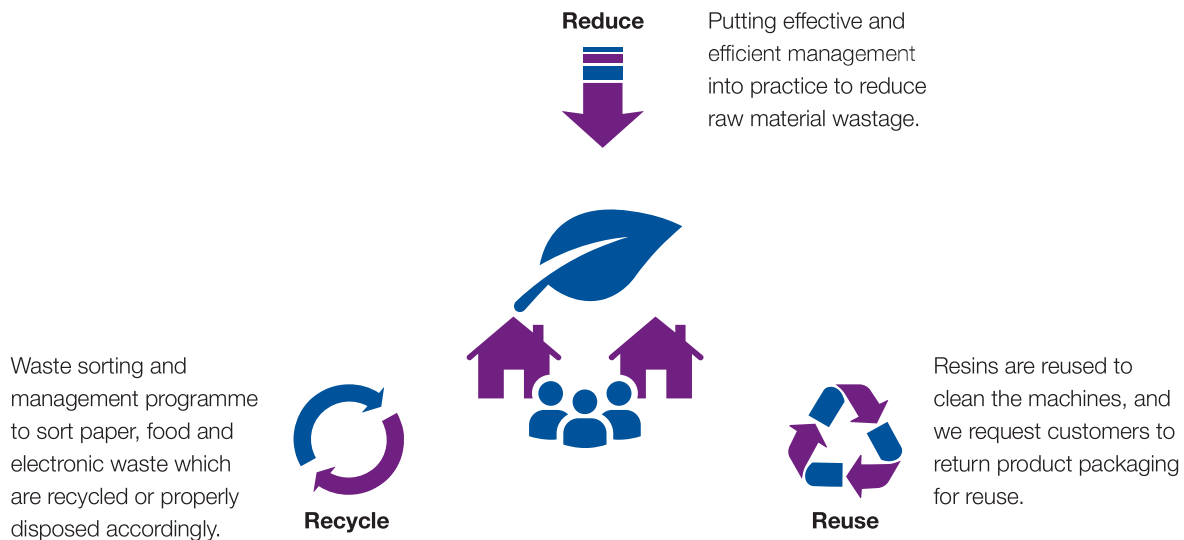 Reduce
Putting effective and
efficient management
into practice to reduce
raw material wastage.
Waste sorting and
management programme
to sort paper, food and
electronic waste which
are recycled or properly
disposed accordingly.
Recycle
Resins are reused to
clean the machines, and
we request customers to
return product packaging
for reuse.
Reuse